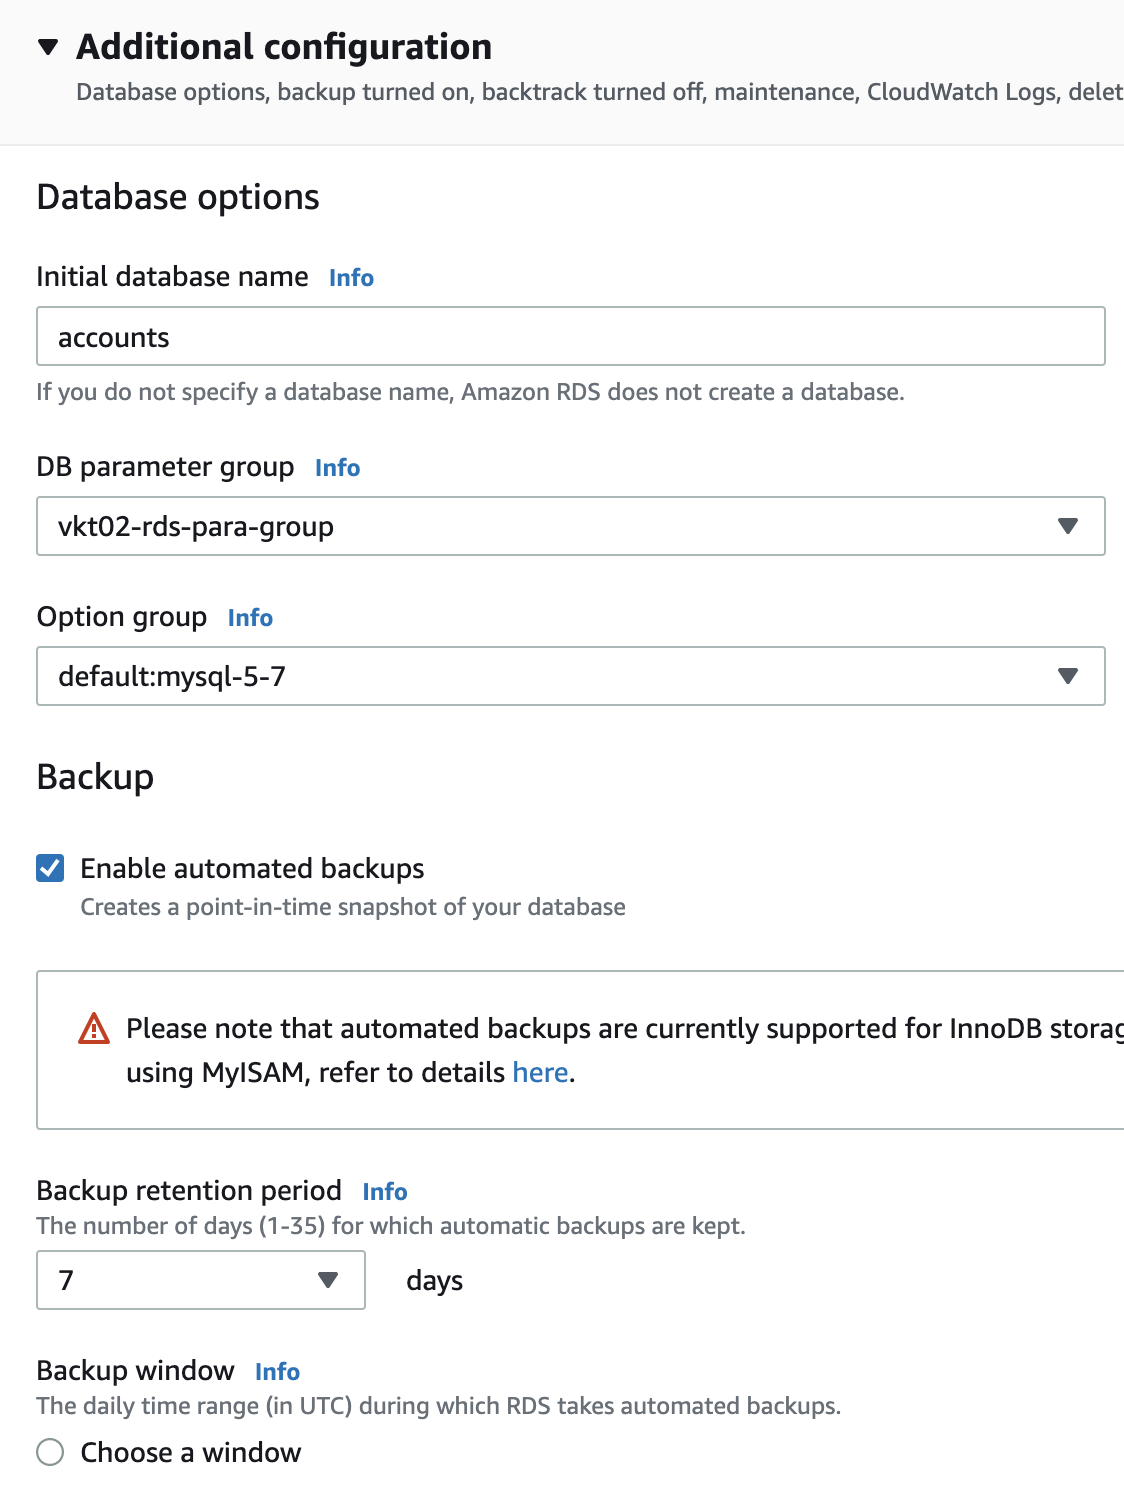 Additional configuration
Database options, backup turned on, backtrack turned off, maintenance, CloudWatch Logs, delet
Database options
Initial database name Info
accounts
If you do not specify a database name, Amazon RDS does not create a database.
DB parameter group Info
vkt02-rds-para-group
Option group Info
default:mysql-5-7
Backup
Enable automated backups
Creates a point-in-time snapshot of your database
Please note that automated backups are currently supported for InnoDB storag
using MyISAM, refer to details here.
Backup retention period Info
The number of days (1-35) for which automatic backups are kept.
7 days
Backup window Info
The daily time range (in UTC) during which RDS takes automated backups.
Choose a window